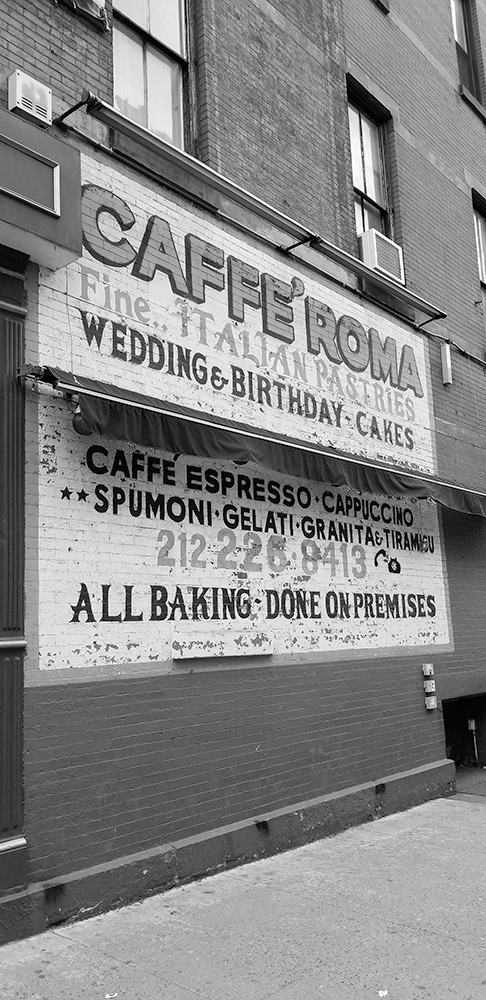 CAFFE' ROMA
Fine.. ITALIAN PASTRIES
WEDDING & BIRTHDAY - CAKES
CAFFÉ ESPRESSO · CAPPUCCINO
★★ SPUMONI · GELATI · GRANITA & TIRAMISU
212 226 8413
ALL BAKING - DONE ON PREMISES